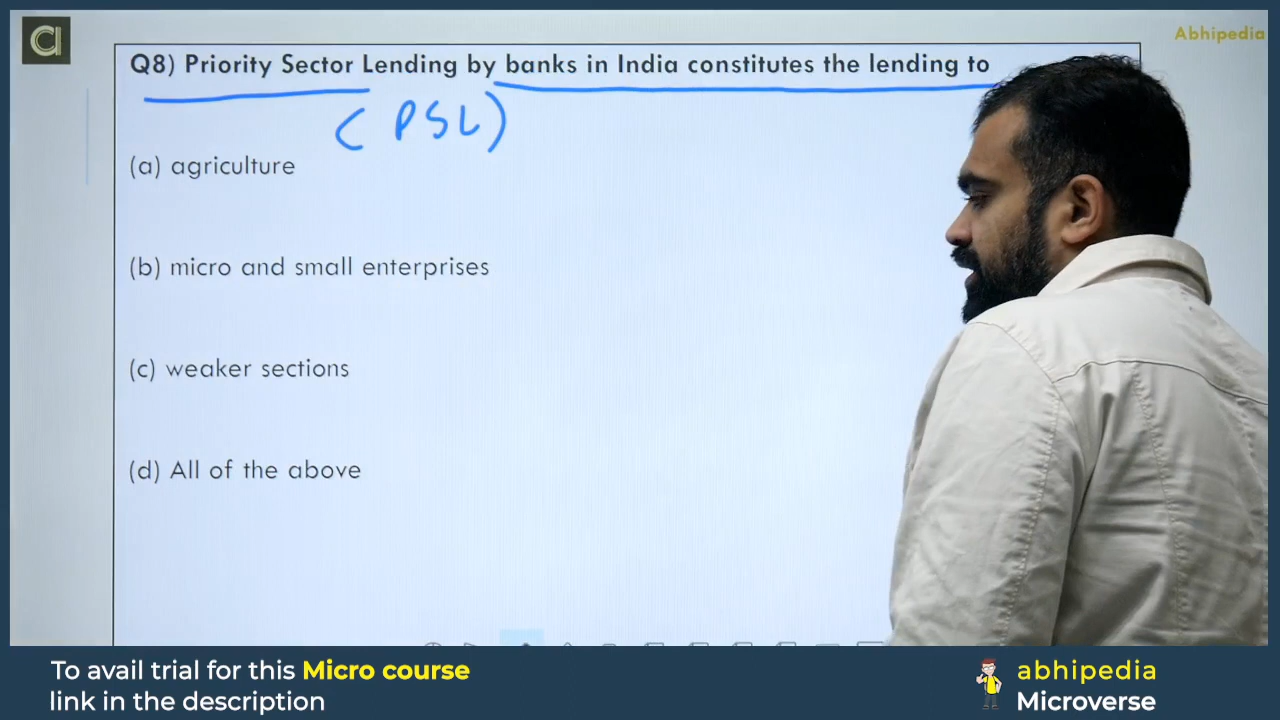 Abhipedia
Q8) Priority Sector Lending by banks in India constitutes the lending to
(PSL)
(a) agriculture
(b) micro and small enterprises
(c) weaker sections
(d) All of the above
To avail trial for this Micro course
link in the description
abhipedia
Microverse